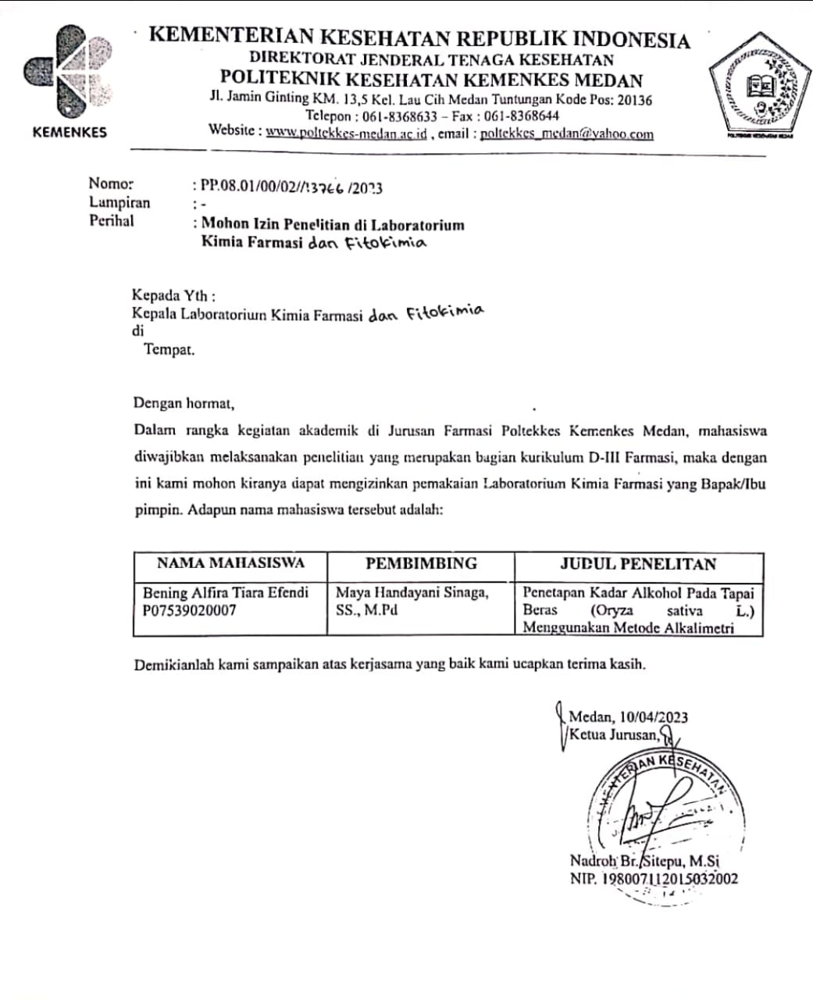 KEMENTERIAN KESEHATAN REPUBLIK INDONESIA
DIREKTORAT JENDERAL TENAGA KESEHATAN
POLITEKNIK KESEHATAN KEMENKES MEDAN
Jl. Jamin Ginting KM. 13,5 Kel. Lau Cih Medan Tuntungan Kode Pos: 20136
Telepon : 061-8368633 – Fax : 061-8368644
Website : www.poltekkes-medan.ac.id , email : poltekkes_medan@yahoo.com
KEMENKES
POLITEKNIK KESEHATAN MEDAN
Nomor : PP.08.01/00/02/ /2023
Lampiran : -
Perihal : Mohon Izin Penelitian di Laboratorium
Kimia Farmasi dan Fitokimia
Kepada Yth :
Kepala Laboratorium Kimia Farmasi dan Fitokimia
di
Tempat.
Dengan hormat,
Dalam rangka kegiatan akademik di Jurusan Farmasi Poltekkes Kemenkes Medan, mahasiswa
diwajibkan melaksanakan penelitian yang merupakan bagian kurikulum D-III Farmasi, maka dengan
ini kami mohon kiranya dapat mengizinkan pemakaian Laboratorium Kimia Farmasi yang Bapak/Ibu
pimpin. Adapun nama mahasiswa tersebut adalah:
NAMA MAHASISWA PEMBIMBING JUDUL PENELITAN
Bening Alfira Tiara Efendi Maya Handayani Sinaga, Penetapan Kadar Alkohol Pada Tapai
P07539020007 SS., M.Pd Beras (Oryza sativa L.)
Menggunakan Metode Alkalimetri
Demikianlah kami sampaikan atas kerjasama yang baik kami ucapkan terima kasih.
Medan, 10/04/2023
Ketua Jurusan,
KEMENTERIAN KESEHATAN
Nadroh Br. Sitepu, M.Si
NIP. 198007112015032002